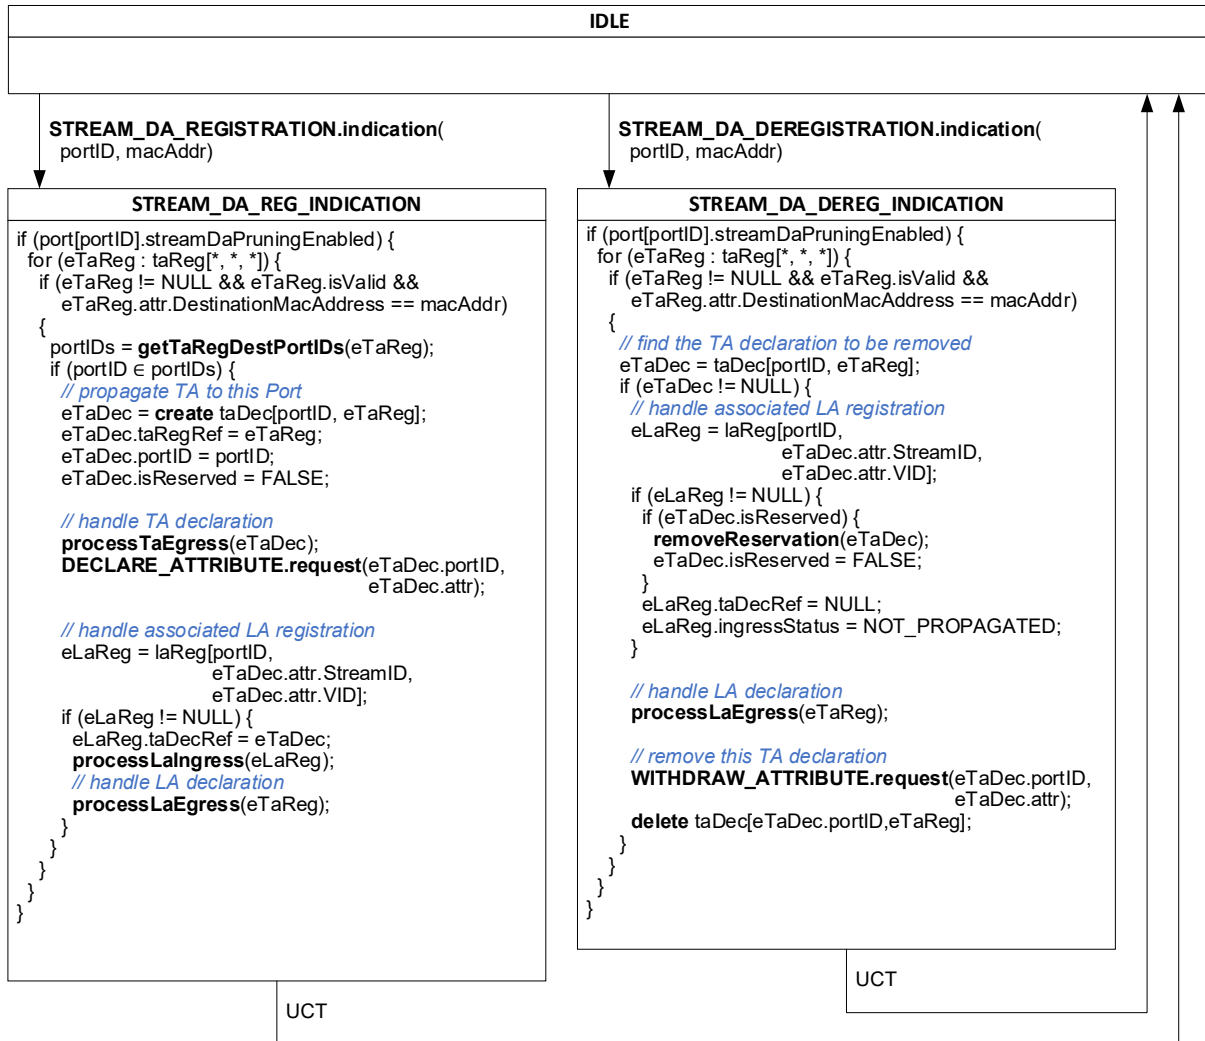 IDLE
STREAM_DA_REGISTRATION.indication(
portID, macAddr)
STREAM_DA_REG_INDICATION
if (port[portID].streamDaPruningEnabled) {
for (eTaReg : taReg[*, *, *]) {
if (eTaReg != NULL && eTaReg.isValid &&
eTaReg.attr.DestinationMacAddress == macAddr)
{
portIDs = getTaRegDestPortIDs(eTaReg);
if (portID ∈ portIDs) {
// propagate TA to this Port
eTaDec = create taDec[portID, eTaReg];
eTaDec.taRegRef = eTaReg;
eTaDec.portID = portID;
eTaDec.isReserved = FALSE;
// handle TA declaration
processTaEgress(eTaDec);
DECLARE_ATTRIBUTE.request(eTaDec.portID,
eTaDec.attr);
// handle associated LA registration
eLaReg = laReg[portID,
eTaDec.attr.StreamID,
eTaDec.attr.VID];
if (eLaReg != NULL) {
eLaReg.taDecRef = eTaDec;
processLaIngress(eLaReg);
// handle LA declaration
processLaEgress(eTaReg);
}
}
}
}
}
UCT
STREAM_DA_DEREGISTRATION.indication(
portID, macAddr)
STREAM_DA_DEREG_INDICATION
if (port[portID].streamDaPruningEnabled) {
for (eTaReg : taReg[*, *, *]) {
if (eTaReg != NULL && eTaReg.isValid &&
eTaReg.attr.DestinationMacAddress == macAddr)
{
// find the TA declaration to be removed
eTaDec = taDec[portID, eTaReg];
if (eTaDec != NULL) {
// handle associated LA registration
eLaReg = laReg[portID,
eTaDec.attr.StreamID,
eTaDec.attr.VID];
if (eLaReg != NULL) {
if (eTaDec.isReserved) {
removeReservation(eTaDec);
eTaDec.isReserved = FALSE;
}
eLaReg.taDecRef = NULL;
eLaReg.ingressStatus = NOT_PROPAGATED;
}
// handle LA declaration
processLaEgress(eTaReg);
// remove this TA declaration
WITHDRAW_ATTRIBUTE.request(eTaDec.portID,
eTaDec.attr);
delete taDec[eTaDec.portID,eTaReg];
}
}
}
}
UCT